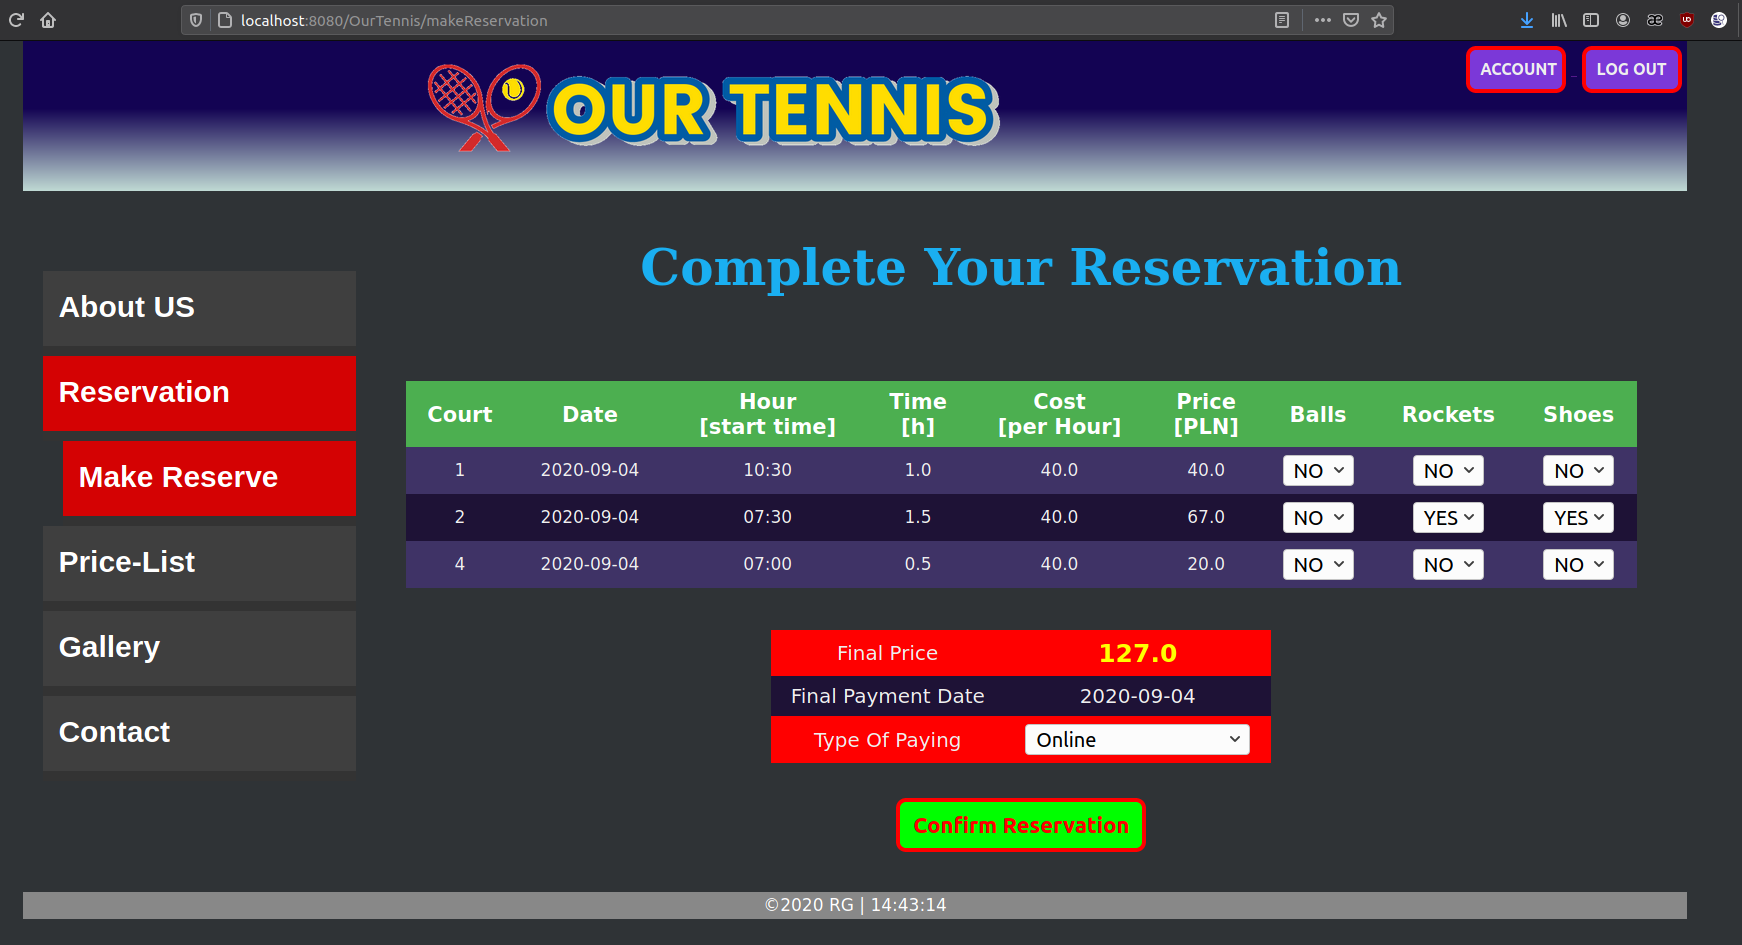 localhost:8080/OurTennis/makeReservation
ACCOUNT
LOG OUT
OUR TENNIS
Complete Your Reservation
About US
Reservation
Make Reserve
Price-List
Gallery
Contact
Court Date Hour [start time] Time [h] Cost [per Hour] Price [PLN] Balls Rockets Shoes
1 2020-09-04 10:30 1.0 40.0 40.0 NO NO NO
2 2020-09-04 07:30 1.5 40.0 67.0 NO YES YES
4 2020-09-04 07:00 0.5 40.0 20.0 NO NO NO
Final Price 127.0
Final Payment Date 2020-09-04
Type Of Paying Online
Confirm Reservation
©2020 RG | 14:43:14